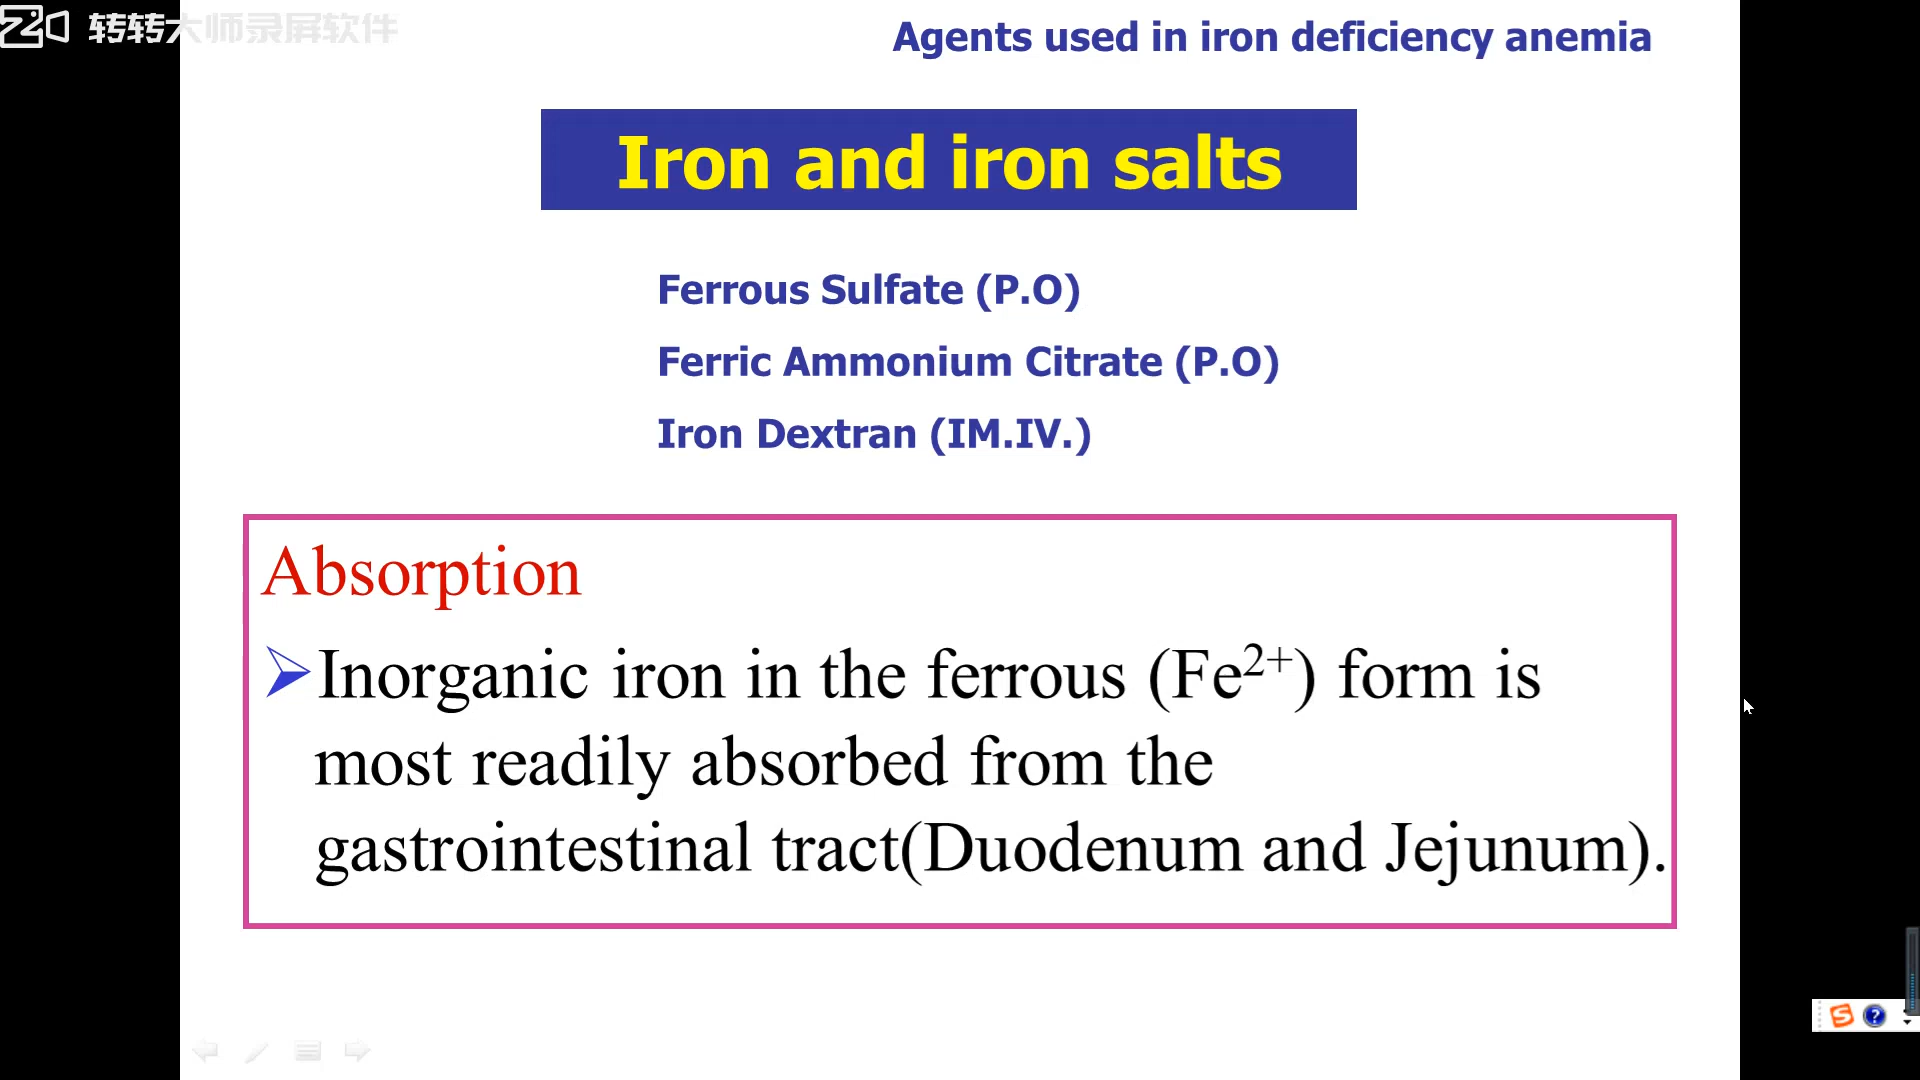 转转大师录屏软件
Agents used in iron deficiency anemia
Iron and iron salts
Ferrous Sulfate (P.O)
Ferric Ammonium Citrate (P.O)
Iron Dextran (IM.IV.)
Absorption
➢Inorganic iron in the ferrous (Fe²⁺) form is
most readily absorbed from the
gastrointestinal tract(Duodenum and Jejunum).